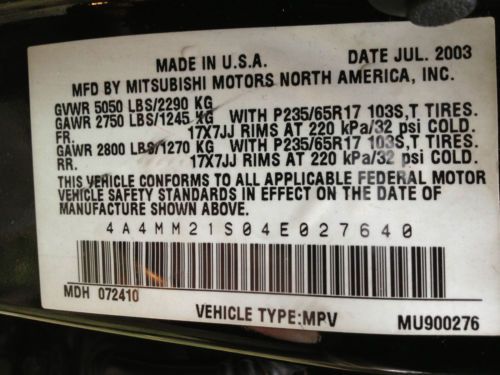 MADE IN U.S.A. DATE JUL. 2003
MFD BY MITSUBISHI MOTORS NORTH AMERICA, INC.
GVWR 5050 LBS/2290 KG
GAWR 2750 LBS/1245 KG WITH P235/65R17 103S,T TIRES.
FR. 17X7JJ RIMS AT 220 kPa/32 psi COLD.
GAWR 2800 LBS/1270 KG WITH P235/65R17 103S,T TIRES.
RR. 17X7JJ RIMS AT 220 kPa/32 psi COLD.
THIS VEHICLE CONFORMS TO ALL APPLICABLE FEDERAL MOTOR
VEHICLE SAFETY STANDARDS IN EFFECT ON THE DATE OF
MANUFACTURE SHOWN ABOVE.
4A4MM21S04E027640
MDH 072410
VEHICLE TYPE:MPV MU900276